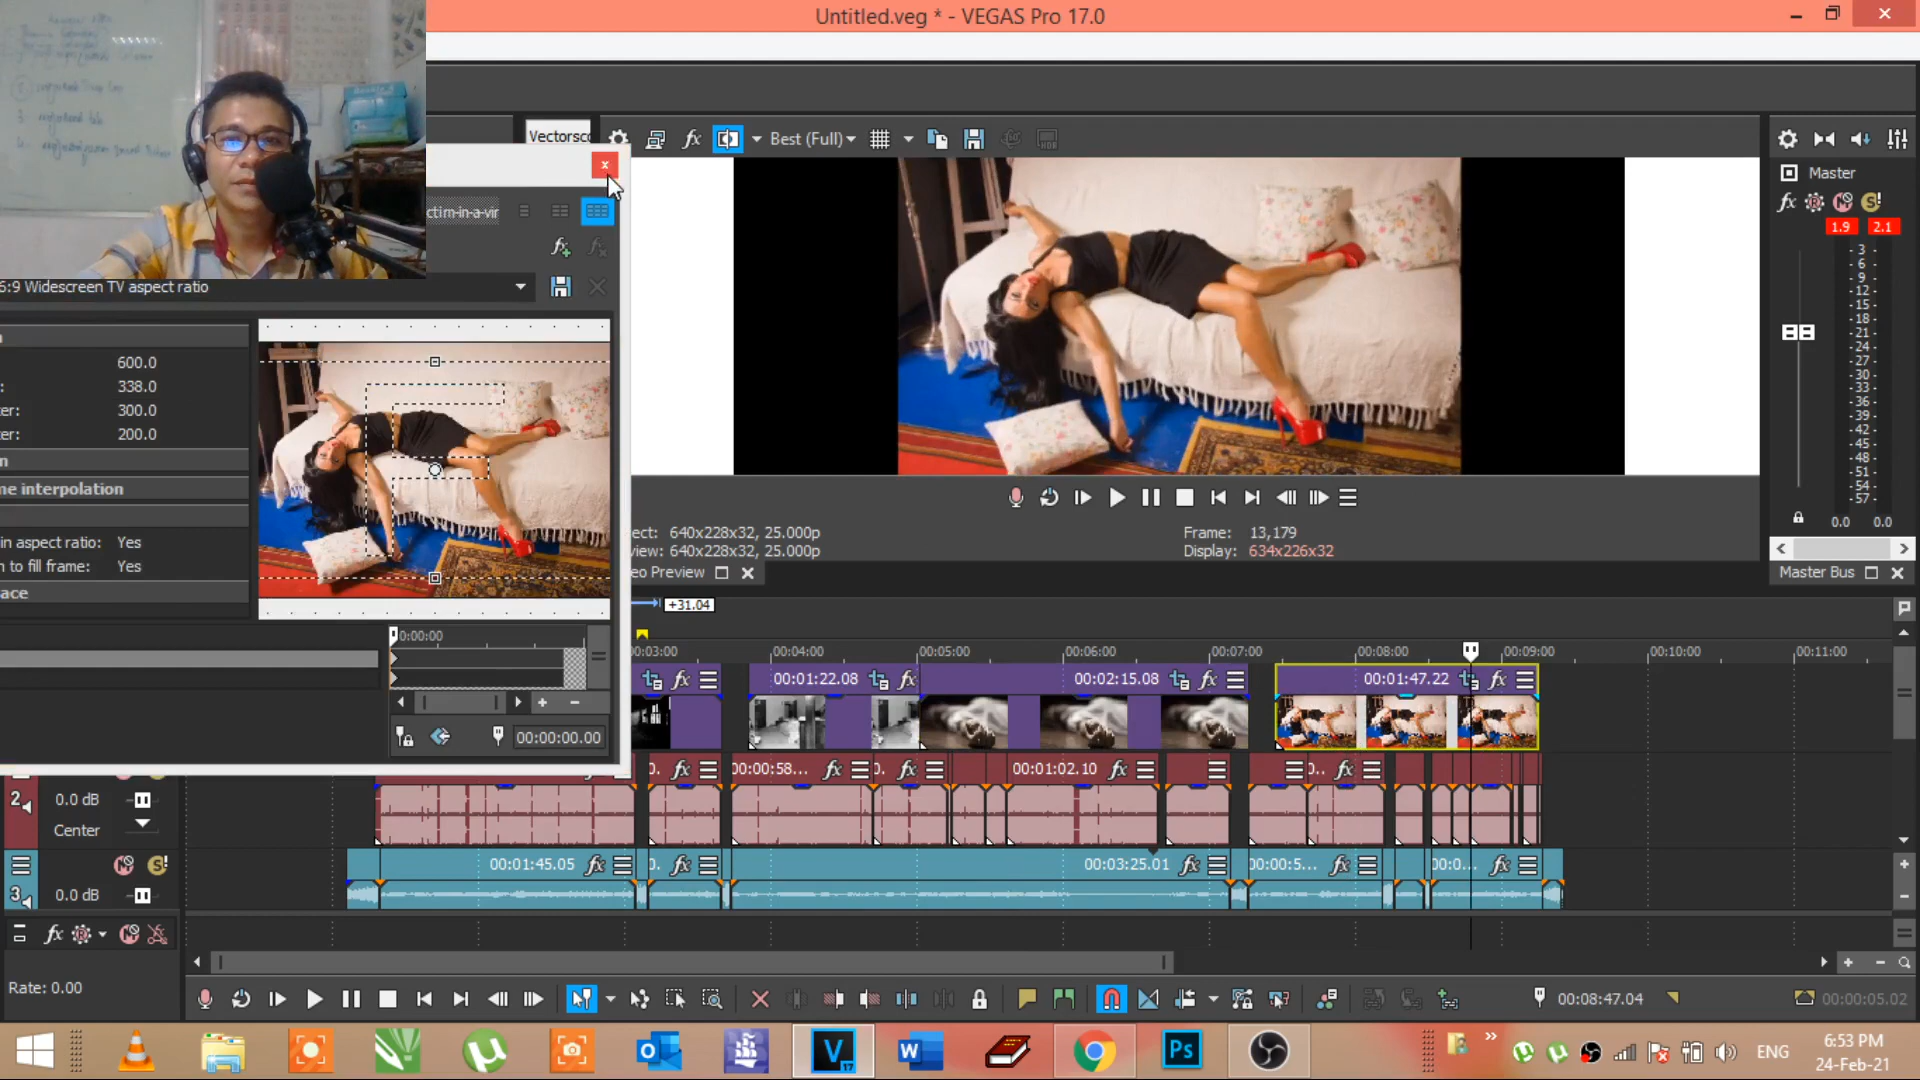 Untitled.veg * - VEGAS Pro 17.0
Vectorsc
Best (Full)
Master
ctim-in-a-vir
1.9 2.1
6:9 Widescreen TV aspect ratio
600.0
338.0
er: 300.0
er: 200.0
n
me interpolation
in aspect ratio: Yes
n to fill frame: Yes
ace
0:00:00
00:00:00.00
3
6
9
12
15
18
21
24
27
30
33
36
39
42
45
48
51
54
57
0.0 0.0
Master Bus
ect: 640x228x32, 25.000p
view: 640x228x32, 25.000p
Frame: 13,179
Display: 634x226x32
eo Preview
+31.04
0:03:00 00:04:00 00:05:00 00:06:00 00:07:00 00:08:00 00:09:00 00:10:00 00:11:00
00:01:22.08 00:02:15.08 00:01:47.22
00:00:58... 00:01:02.10
2 0.0 dB
Center
00:01:45.05 00:03:25.01 00:00:5... 00:0...
3 0.0 dB
Rate: 0.00
00:08:47.04 00:00:05.02
ENG
6:53 PM
24-Feb-21